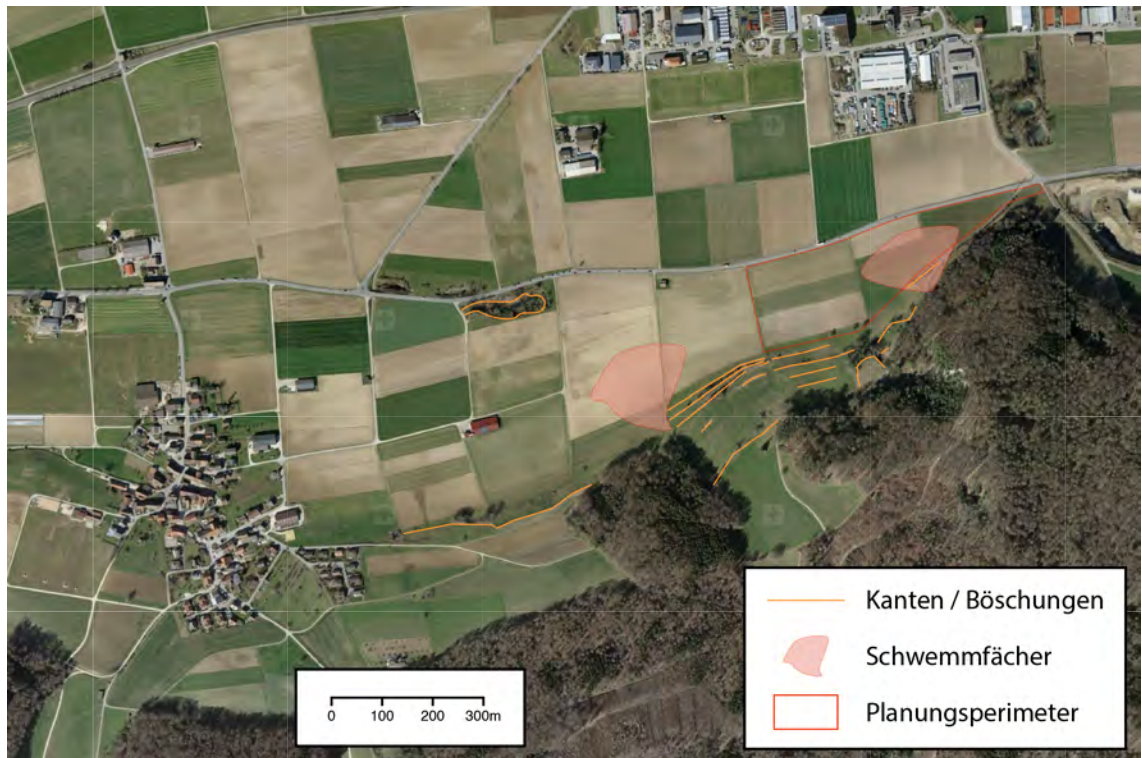 0 100 200 300m
Kanten / Böschungen
Schwemmfächer
Planungsperimeter